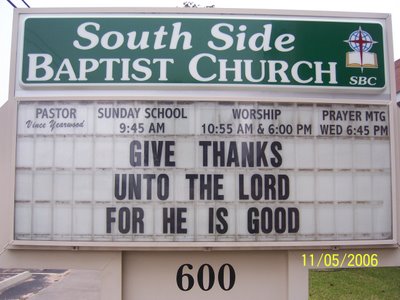 South Side
BAPTIST CHURCH
SBC
PASTOR SUNDAY SCHOOL WORSHIP PRAYER MTG
Vince Yearwood 9:45 AM 10:55 AM & 6:00 PM WED 6:45 PM
GIVE THANKS
UNTO THE LORD
FOR HE IS GOOD
600
11/05/2006